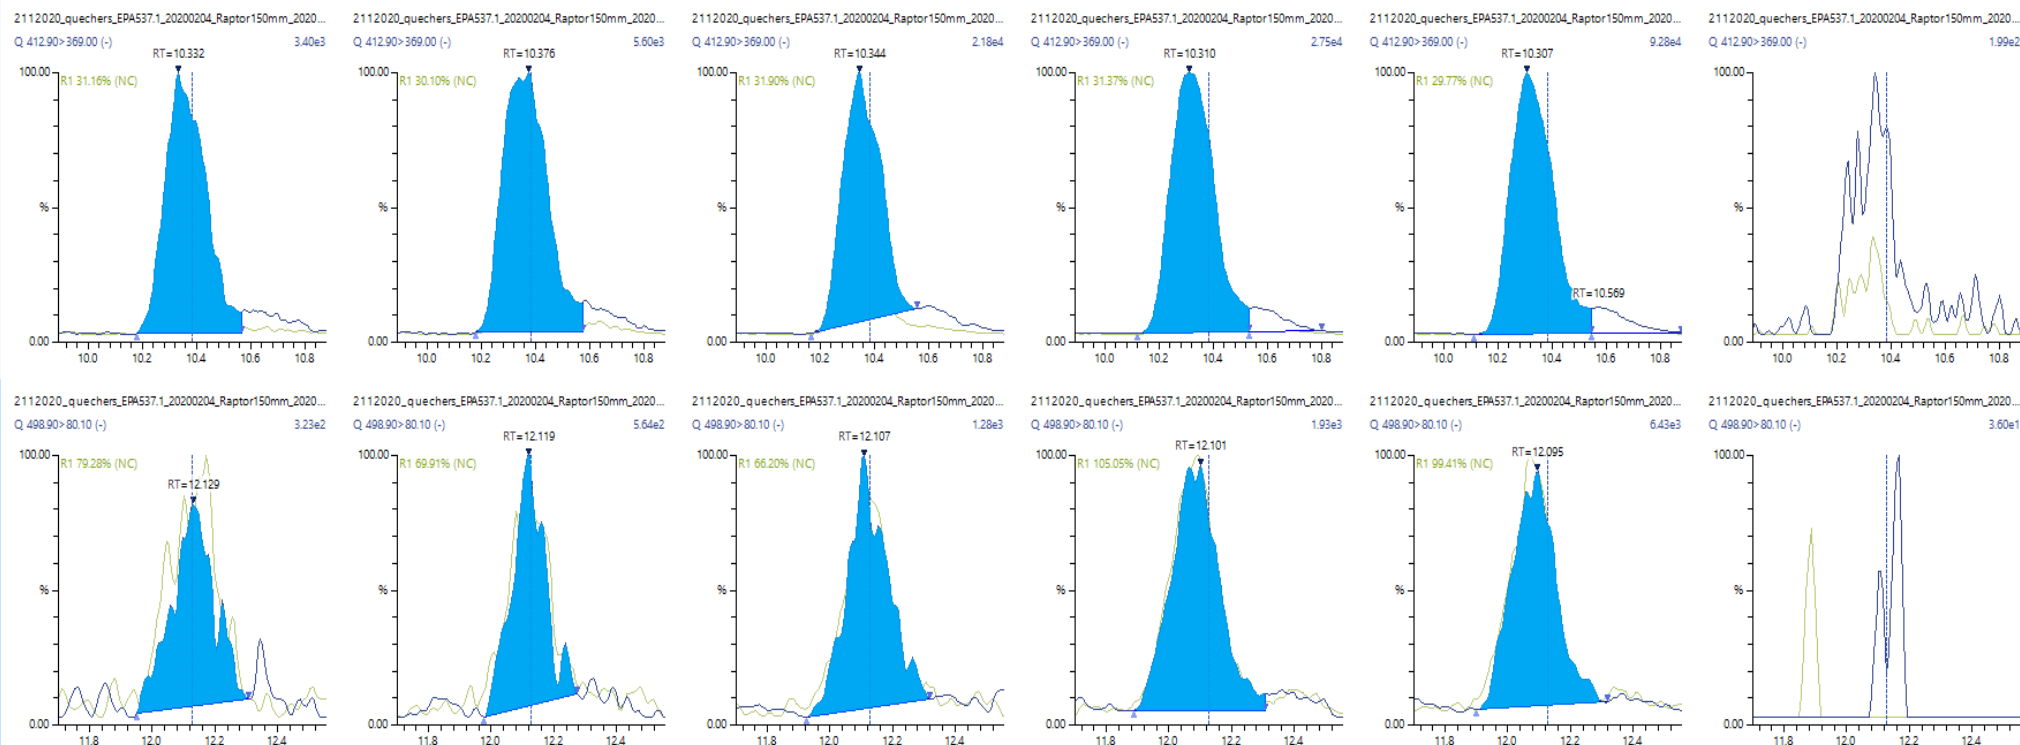 2112020_quechers_EPA537.1_20200204_Raptor150mm_2020...
Q 412.90>369.00 (-) 3.40e3
RT=10.332
100.00
R1 31.16% (NC)
%
0.00
10.0 10.2 10.4 10.6 10.8
2112020_quechers_EPA537.1_20200204_Raptor150mm_2020...
Q 412.90>369.00 (-) 5.60e3
RT=10.376
100.00
R1 30.10% (NC)
%
0.00
10.0 10.2 10.4 10.6 10.8
2112020_quechers_EPA537.1_20200204_Raptor150mm_2020...
Q 412.90>369.00 (-) 2.18e4
RT=10.344
100.00
R1 31.90% (NC)
%
0.00
10.0 10.2 10.4 10.6 10.8
2112020_quechers_EPA537.1_20200204_Raptor150mm_2020...
Q 412.90>369.00 (-) 2.75e4
RT=10.310
100.00
R1 31.37% (NC)
%
0.00
10.0 10.2 10.4 10.6 10.8
2112020_quechers_EPA537.1_20200204_Raptor150mm_2020...
Q 412.90>369.00 (-) 9.28e4
RT=10.307
100.00
R1 29.77% (NC)
%
RT=10.569
0.00
10.0 10.2 10.4 10.6 10.8
2112020_quechers_EPA537.1_20200204_Raptor150mm_2020...
Q 412.90>369.00 (-) 1.99e2
100.00
%
0.00
10.0 10.2 10.4 10.6 10.8
2112020_quechers_EPA537.1_20200204_Raptor150mm_2020...
Q 498.90>80.10 (-) 3.23e2
100.00
R1 79.28% (NC)
RT=12.129
%
0.00
11.8 12.0 12.2 12.4
2112020_quechers_EPA537.1_20200204_Raptor150mm_2020...
Q 498.90>80.10 (-) 5.64e2
RT=12.119
100.00
R1 69.91% (NC)
%
0.00
11.8 12.0 12.2 12.4
2112020_quechers_EPA537.1_20200204_Raptor150mm_2020...
Q 498.90>80.10 (-) 1.28e3
RT=12.107
100.00
R1 66.20% (NC)
%
0.00
11.8 12.0 12.2 12.4
2112020_quechers_EPA537.1_20200204_Raptor150mm_2020...
Q 498.90>80.10 (-) 1.93e3
RT=12.101
100.00
R1 105.05% (NC)
%
0.00
11.8 12.0 12.2 12.4
2112020_quechers_EPA537.1_20200204_Raptor150mm_2020...
Q 498.90>80.10 (-) 6.43e3
RT=12.095
100.00
R1 99.41% (NC)
%
0.00
11.8 12.0 12.2 12.4
2112020_quechers_EPA537.1_20200204_Raptor150mm_2020...
Q 498.90>80.10 (-) 3.60e1
100.00
%
0.00
11.8 12.0 12.2 12.4